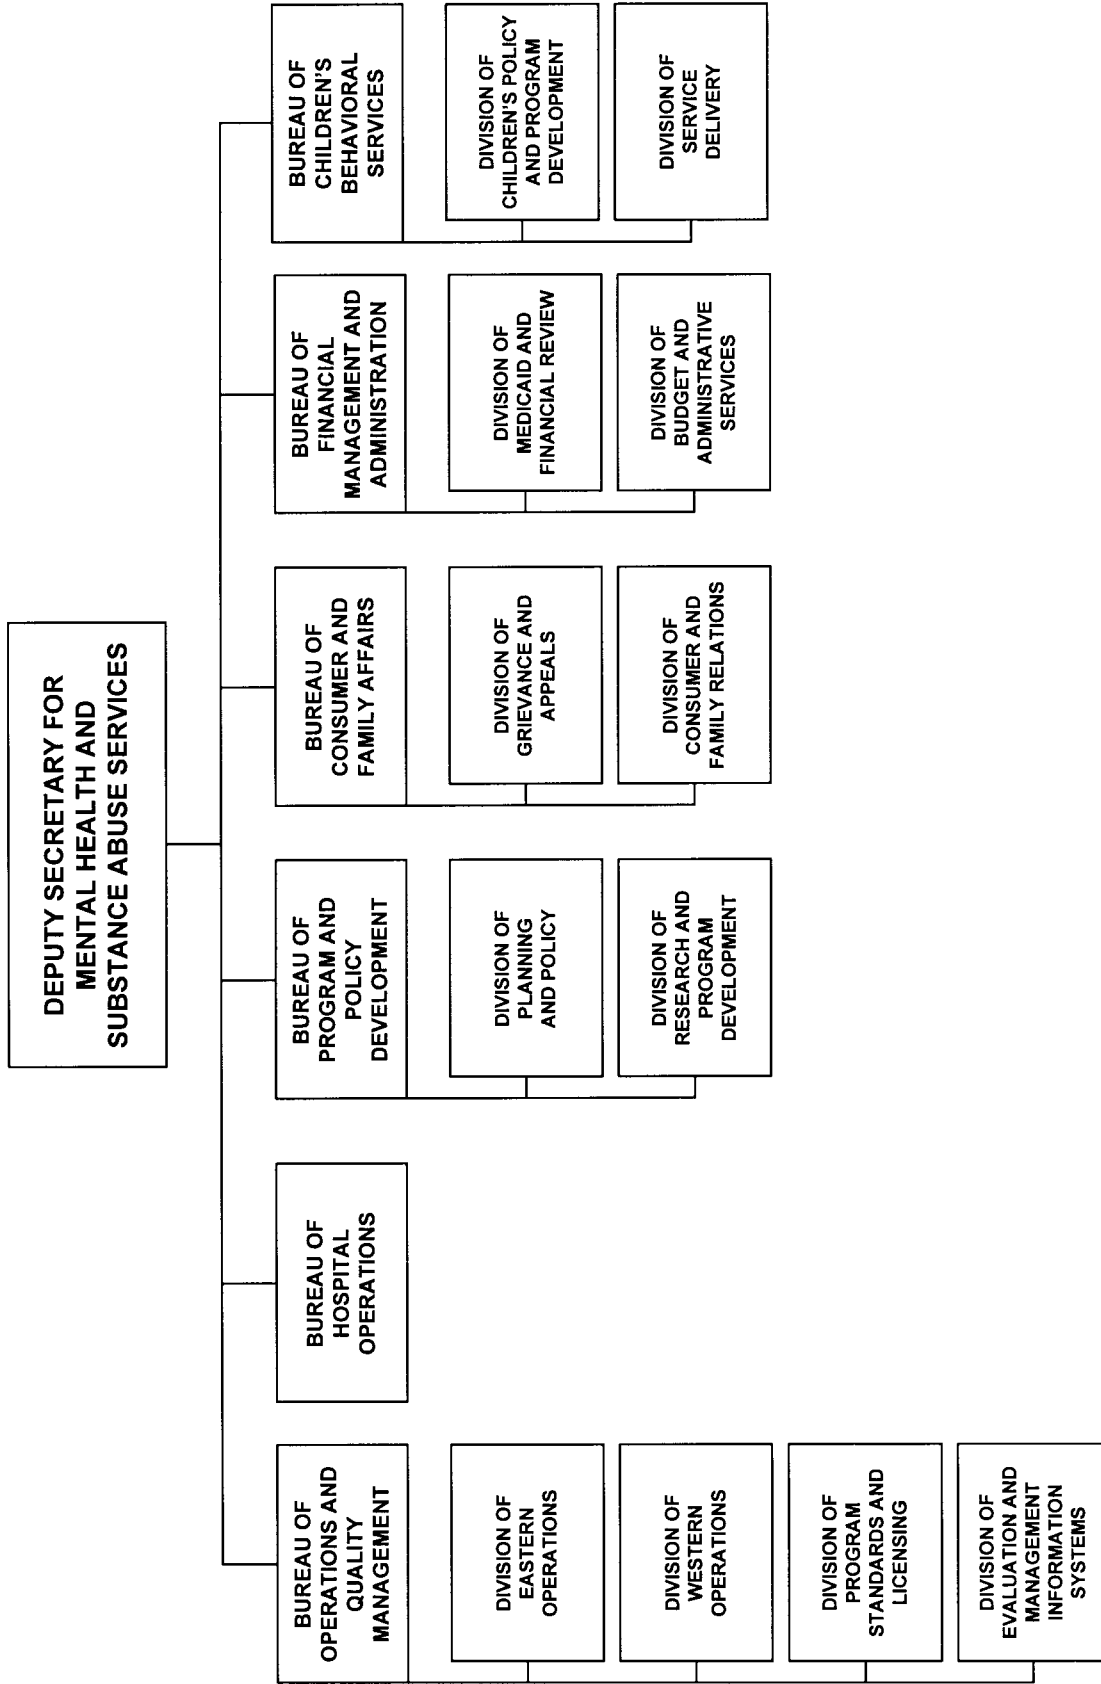 DEPUTY SECRETARY FOR
MENTAL HEALTH AND
SUBSTANCE ABUSE SERVICES
BUREAU OF
OPERATIONS AND
QUALITY
MANAGEMENT
DIVISION OF
EASTERN
OPERATIONS
DIVISION OF
WESTERN
OPERATIONS
DIVISION OF
PROGRAM
STANDARDS AND
LICENSING
DIVISION OF
EVALUATION AND
MANAGEMENT
INFORMATION
SYSTEMS
BUREAU OF
HOSPITAL
OPERATIONS
BUREAU OF
PROGRAM AND
POLICY
DEVELOPMENT
DIVISION OF
PLANNING
AND POLICY
DIVISION OF
RESEARCH AND
PROGRAM
DEVELOPMENT
BUREAU OF
CONSUMER AND
FAMILY AFFAIRS
DIVISION OF
GRIEVANCE AND
APPEALS
DIVISION OF
CONSUMER AND
FAMILY RELATIONS
BUREAU OF
FINANCIAL
MANAGEMENT AND
ADMINISTRATION
DIVISION OF
MEDICAID AND
FINANCIAL REVIEW
DIVISION OF
BUDGET AND
ADMINISTRATIVE
SERVICES
BUREAU OF
CHILDREN'S
BEHAVIORAL
SERVICES
DIVISION OF
CHILDREN'S POLICY
AND PROGRAM
DEVELOPMENT
DIVISION OF
SERVICE
DELIVERY